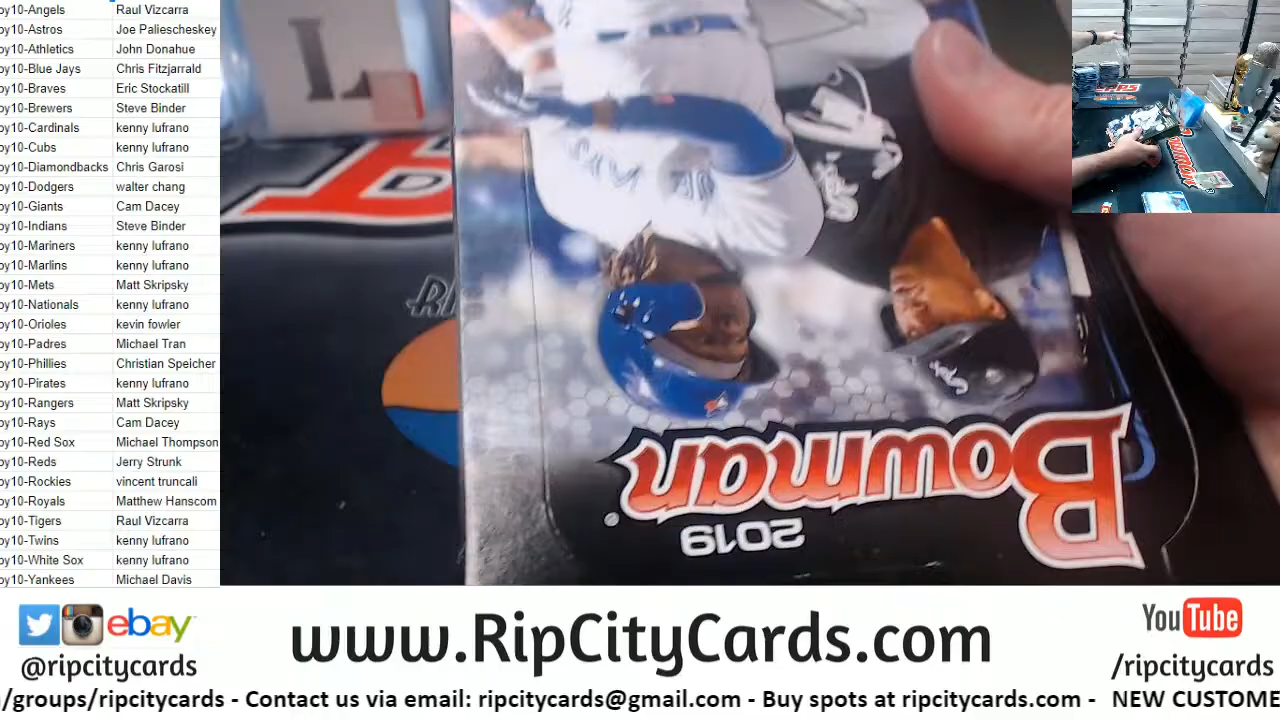 oy10-Angels Raul Vizcarra
oy10-Astros Joe Paliescheskey
oy10-Athletics John Donahue
oy10-Blue Jays Chris Fitzjarrald
oy10-Braves Eric Stockatill
oy10-Brewers Steve Binder
oy10-Cardinals kenny lufrano
oy10-Cubs kenny lufrano
oy10-Diamondbacks Chris Garosi
oy10-Dodgers walter chang
oy10-Giants Cam Dacey
oy10-Indians Steve Binder
oy10-Mariners kenny lufrano
oy10-Marlins kenny lufrano
oy10-Mets Matt Skripsky
oy10-Nationals kenny lufrano
oy10-Orioles kevin fowler
oy10-Padres Michael Tran
oy10-Phillies Christian Speicher
oy10-Pirates kenny lufrano
oy10-Rangers Matt Skripsky
oy10-Rays Cam Dacey
oy10-Red Sox Michael Thompson
oy10-Reds Jerry Strunk
oy10-Rockies vincent truncali
oy10-Royals Matthew Hanscom
oy10-Tigers Raul Vizcarra
oy10-Twins kenny lufrano
oy10-White Sox kenny lufrano
oy10-Yankees Michael Davis
2019
Bowman
Sox
ebay
@ripcitycards
www.RipCityCards.com
YouTube
/ripcitycards
/groups/ripcitycards - Contact us via email: ripcitycards@gmail.com - Buy spots at ripcitycards.com - NEW CUSTOME